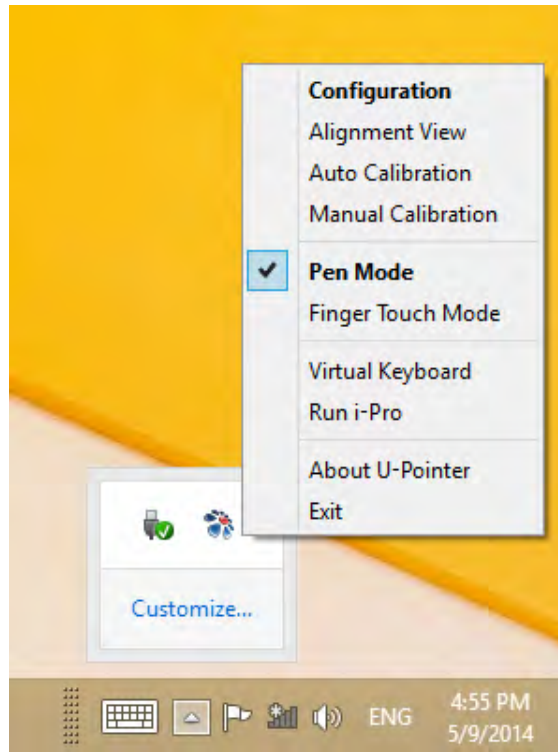 Configuration
Alignment View
Auto Calibration
Manual Calibration
Pen Mode
Finger Touch Mode
Virtual Keyboard
Run i-Pro
About U-Pointer
Exit
Customize...
ENG
4:55 PM
5/9/2014